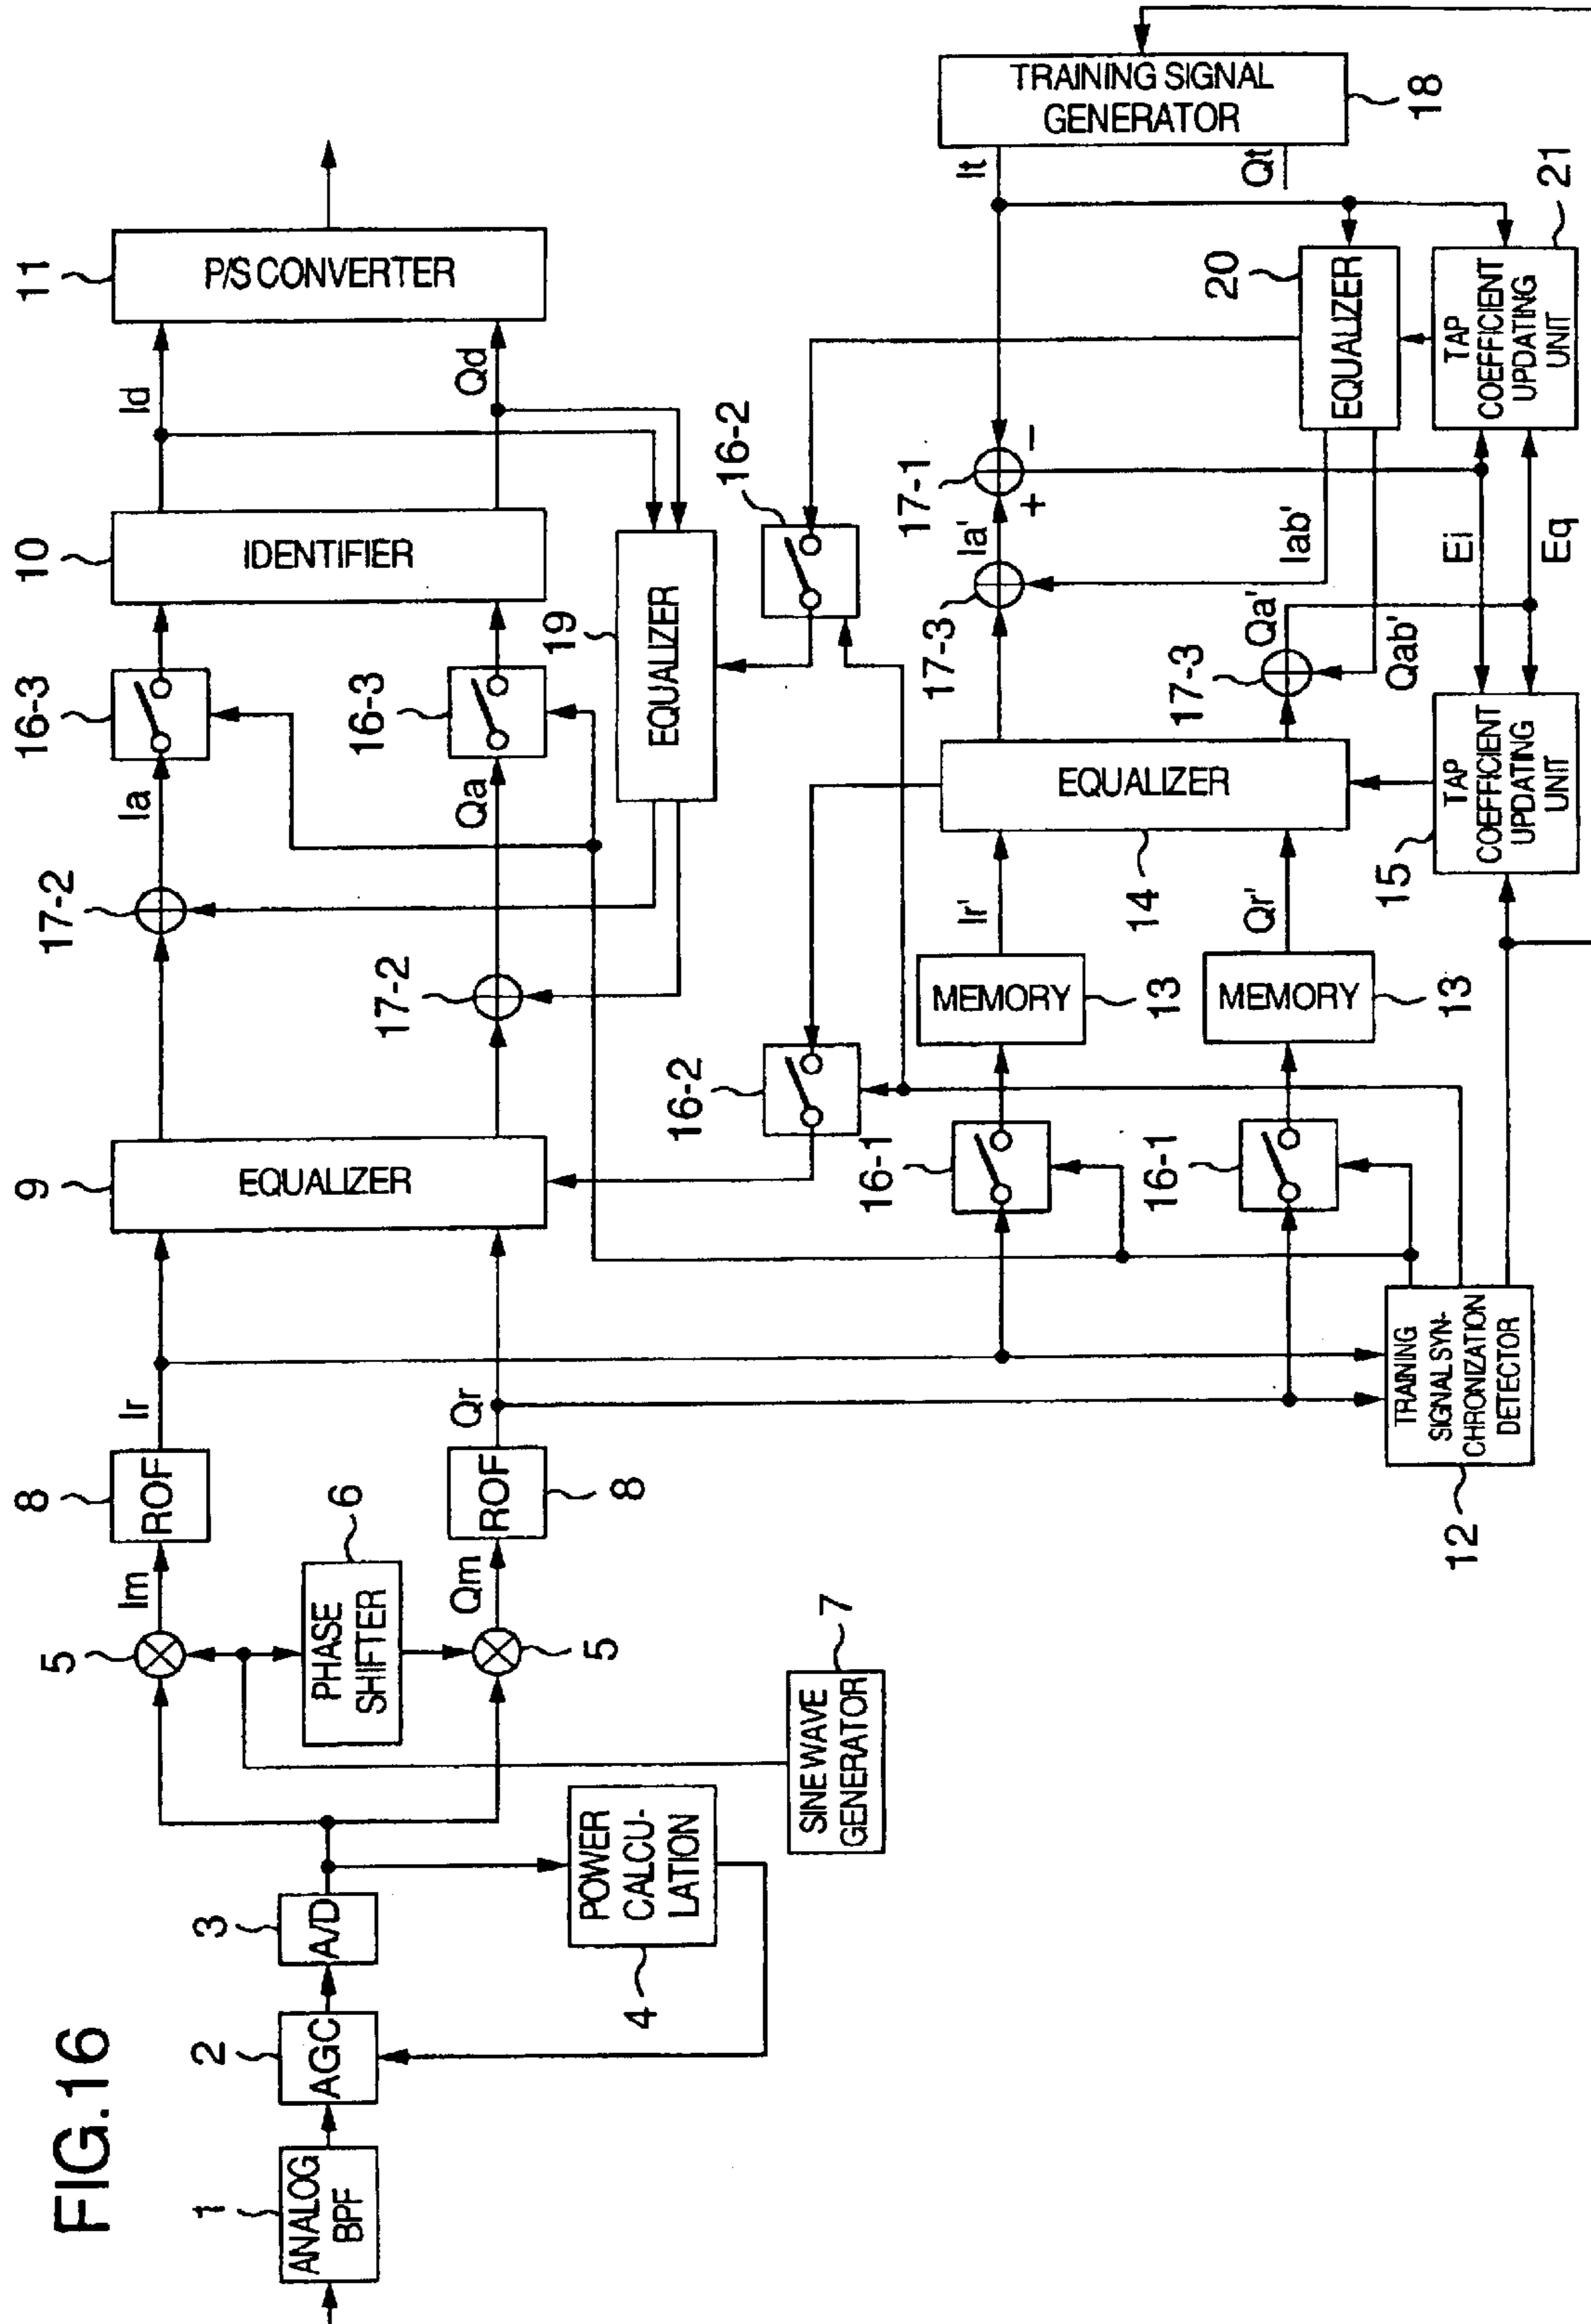 FIG.16
1
ANALOG
BPF
2
AGC
3
A/D
POWER
CALCU-
LATION
4
5
Im
PHASE
SHIFTER
6
5
Qm
SINE WAVE
GENERATOR
7
8
ROF
Ir
ROF
8
Qr
9
EQUALIZER
17-2
Ia
17-2
Qa
16-3
16-3
10
IDENTIFIER
Id
Qd
11
P/S CONVERTER
19
EQUALIZER
16-2
16-2
TRAINING
SIGNAL SYN-
CHRONIZATION
DETECTOR
12
16-1
16-1
MEMORY
13
MEMORY
13
Ir'
Qr'
EQUALIZER
14
15
TAP
COEFFICIENT
UPDATING
UNIT
17-3
Ia'
17-3
Qa'
17-1
+
-
Iab'
Qab'
Ei
Eq
20
EQUALIZER
TAP
COEFFICIENT
UPDATING
UNIT
21
It
Qt
TRAINING SIGNAL
GENERATOR
18